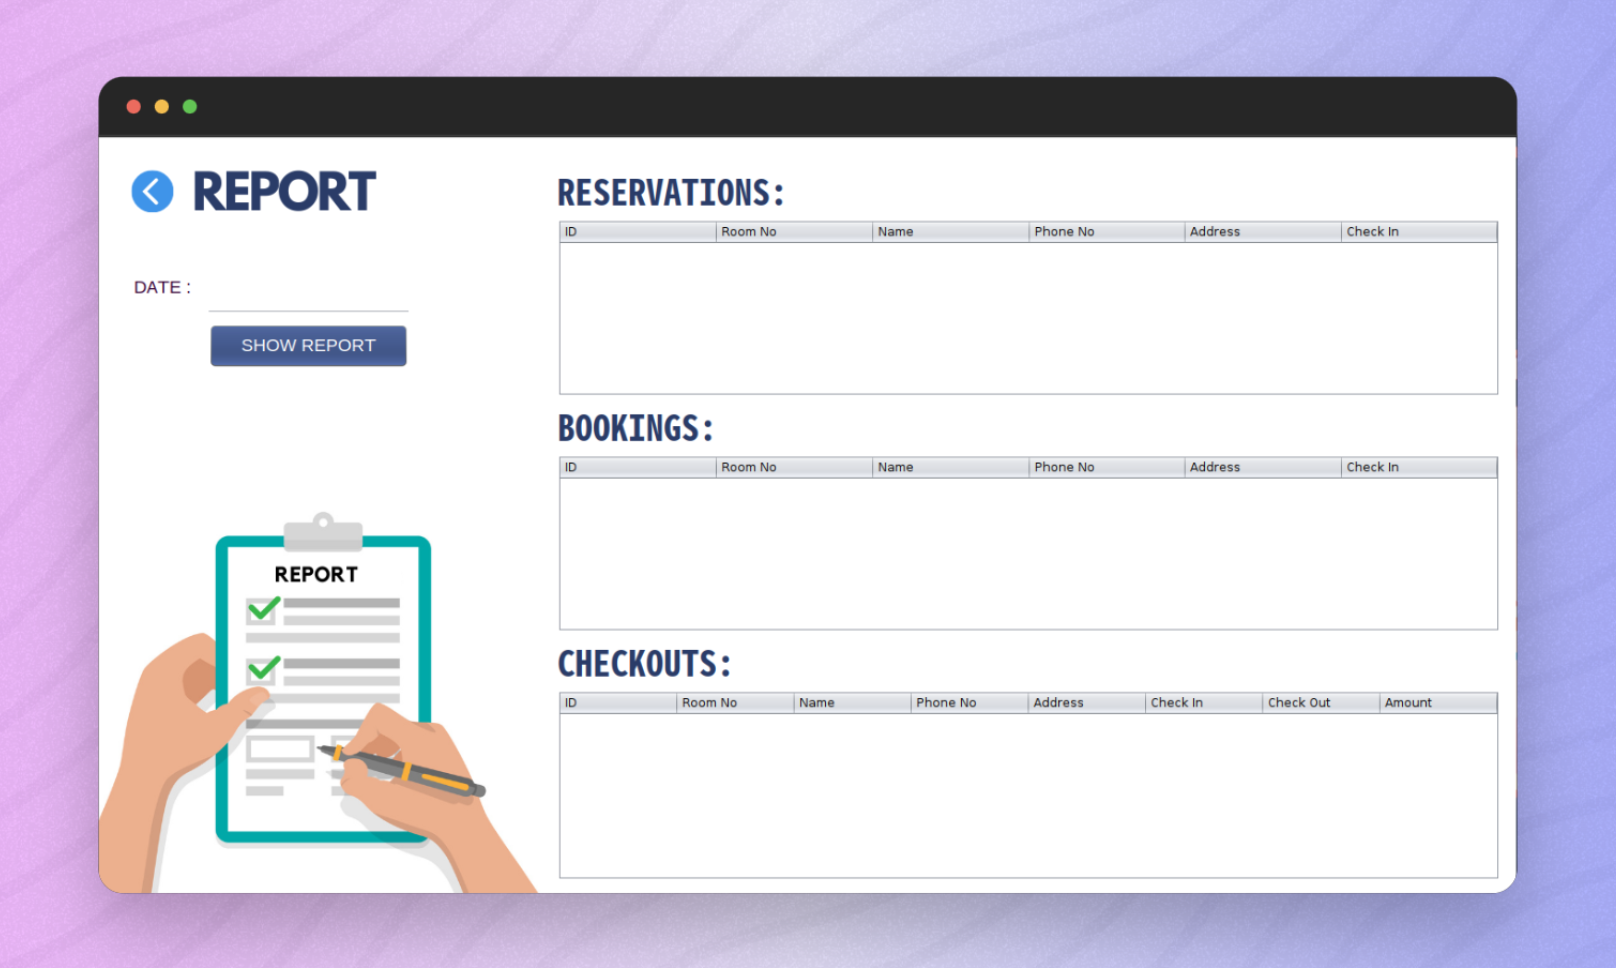 REPORT
DATE :
SHOW REPORT
REPORT
RESERVATIONS:
ID Room No Name Phone No Address Check In
BOOKINGS:
ID Room No Name Phone No Address Check In
CHECKOUTS:
ID Room No Name Phone No Address Check In Check Out Amount